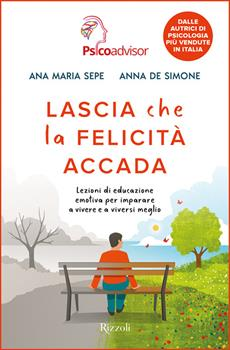 Psicoadvisor
DALLE
AUTRICI DI
PSICOLOGIA
PIÙ VENDUTE
IN ITALIA
ANA MARIA SEPE ANNA DE SIMONE
LASCIA che
la FELICITÀ
ACCADA
Lezioni di educazione
emotiva per imparare
a vivere e a viversi meglio
Rizzoli